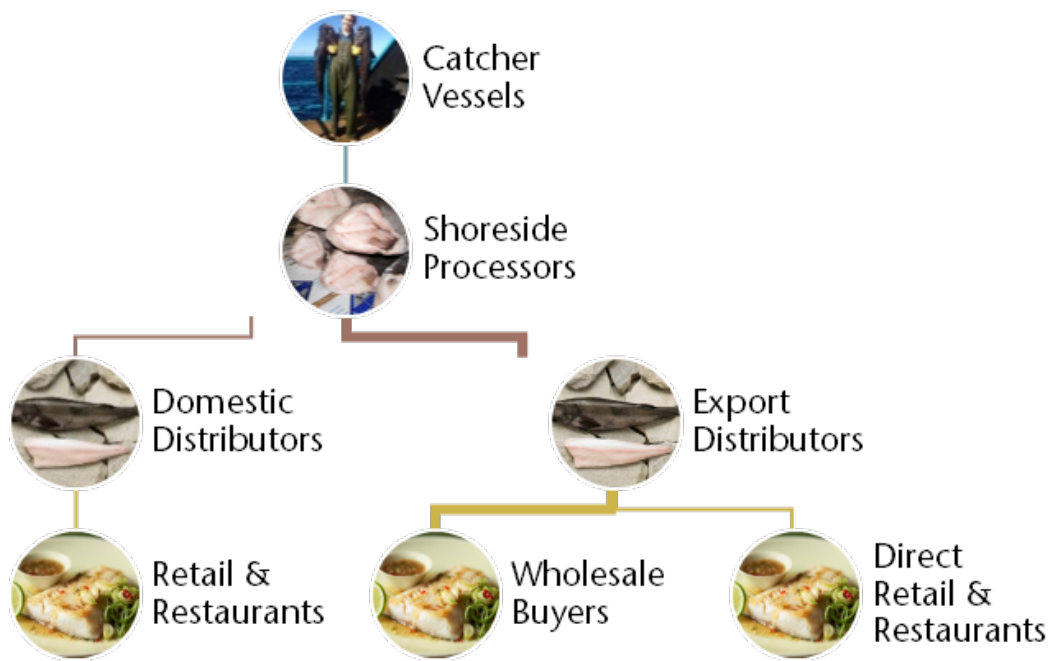 Catcher
Vessels
Shoreside
Processors
Domestic
Distributors
Export
Distributors
Retail &
Restaurants
Wholesale
Buyers
Direct
Retail &
Restaurants